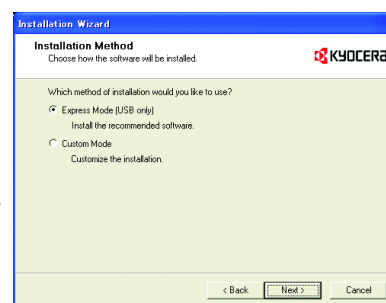 Installation Wizard
Installation Method
Choose how the software will be installed.
KYOCERA
Which method of installation would you like to use?
Express Mode (USB only)
Install the recommended software.
Custom Mode
Customize the installation.
< Back
Next >
Cancel